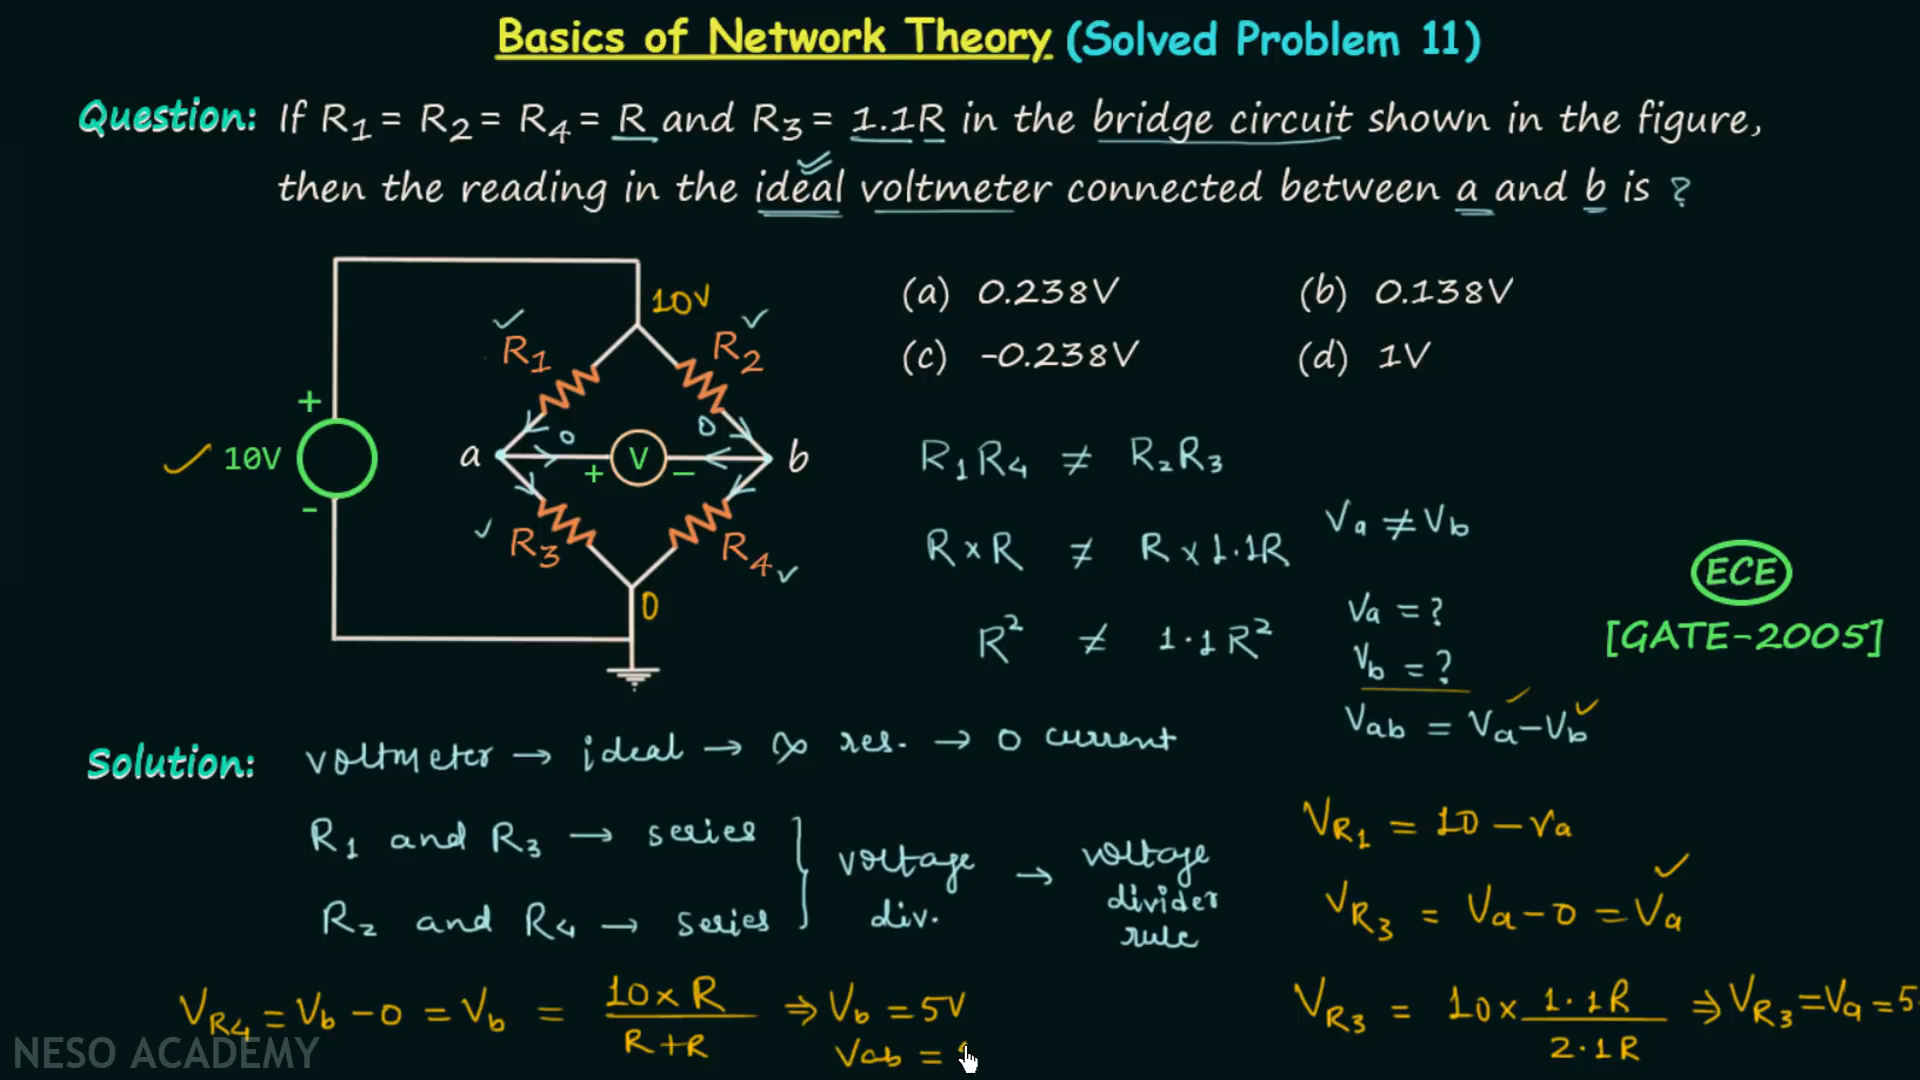 Basics of Network Theory (Solved Problem 11)
Question: If R₁ = R₂ = R₄ = R and R₃ = 1.1R in the bridge circuit shown in the figure,
then the reading in the ideal voltmeter connected between a and b is ?
10V
R₁
R₂
+
10V
-
a
0
0
b
+
V
−
R₃
R₄
0
(a) 0.238V
(b) 0.138V
(c) -0.238V
(d) 1V
R₁R₄ ≠ R₂R₃
R × R ≠ R × 1.1R
R² ≠ 1.1R²
Va ≠ Vb
Va = ?
Vb = ?
Vab = Va − Vb
ECE
[GATE-2005]
Solution: voltmeter → ideal → ∞ res. → 0 current
R₁ and R₃ → series
R₂ and R₄ → series
voltage
div.
→
voltage
divider
rule
VR₁ = 10 − Va
VR₃ = Va − 0 = Va
VR₄ = Vb − 0 = Vb = 10 × R / R + R ⇒ Vb = 5V
Vab =
VR₃ = 10 × 1.1R / 2.1R ⇒ VR₃ = Va = 5.
NESO ACADEMY